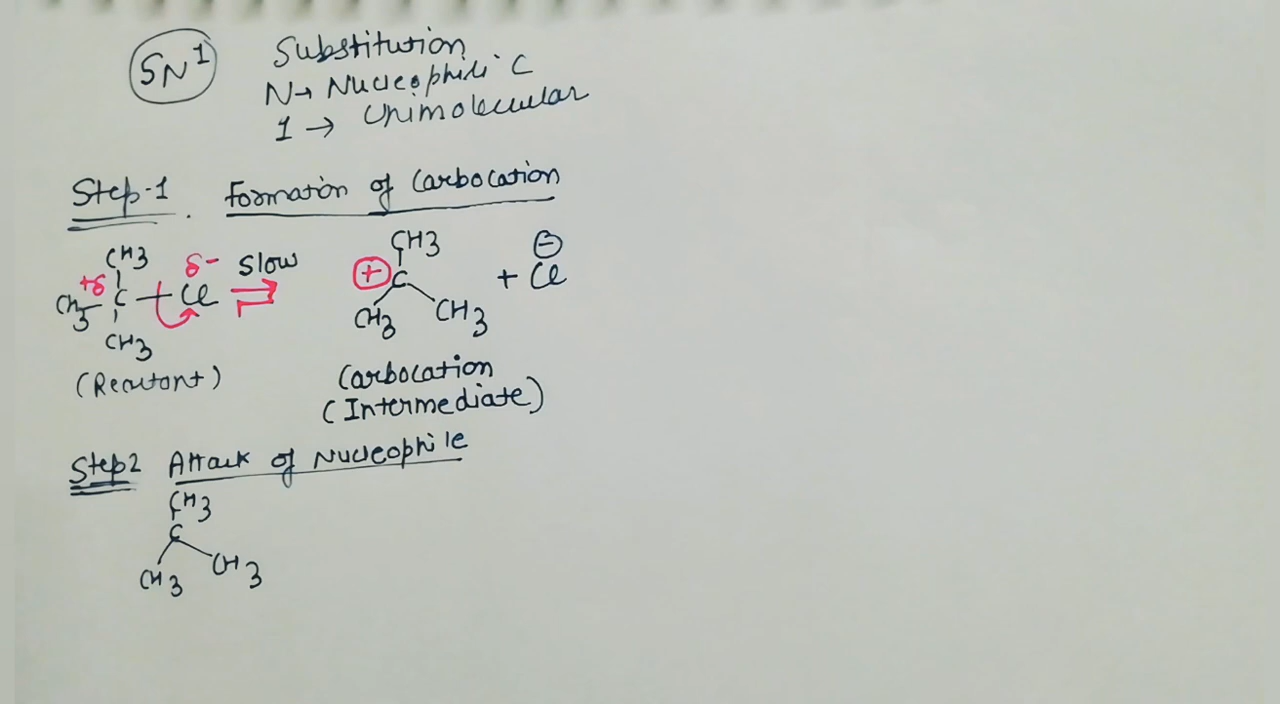 SN1 Substitution
N→ Nucleophilic
1 → Unimolecular
Step-1. Formation of Carbocation
CH3
+δ δ- Slow
CH3 - C - Cl
CH3
(Reactant)
CH3
⊕ C + Cl ⊖
CH3 CH3
Carbocation
(Intermediate)
Step2 Attack of Nucleophile
CH3
C
CH3 CH3